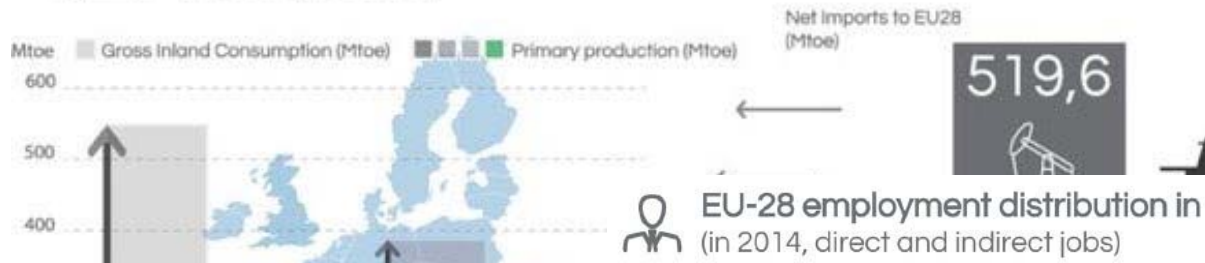 Net Imports to EU28
(Mtoe)
Mtoe Gross Inland Consumption (Mtoe) Primary production (Mtoe)
519,6
600
500
400
EU-28 employment distribution in
(in 2014, direct and indirect jobs)